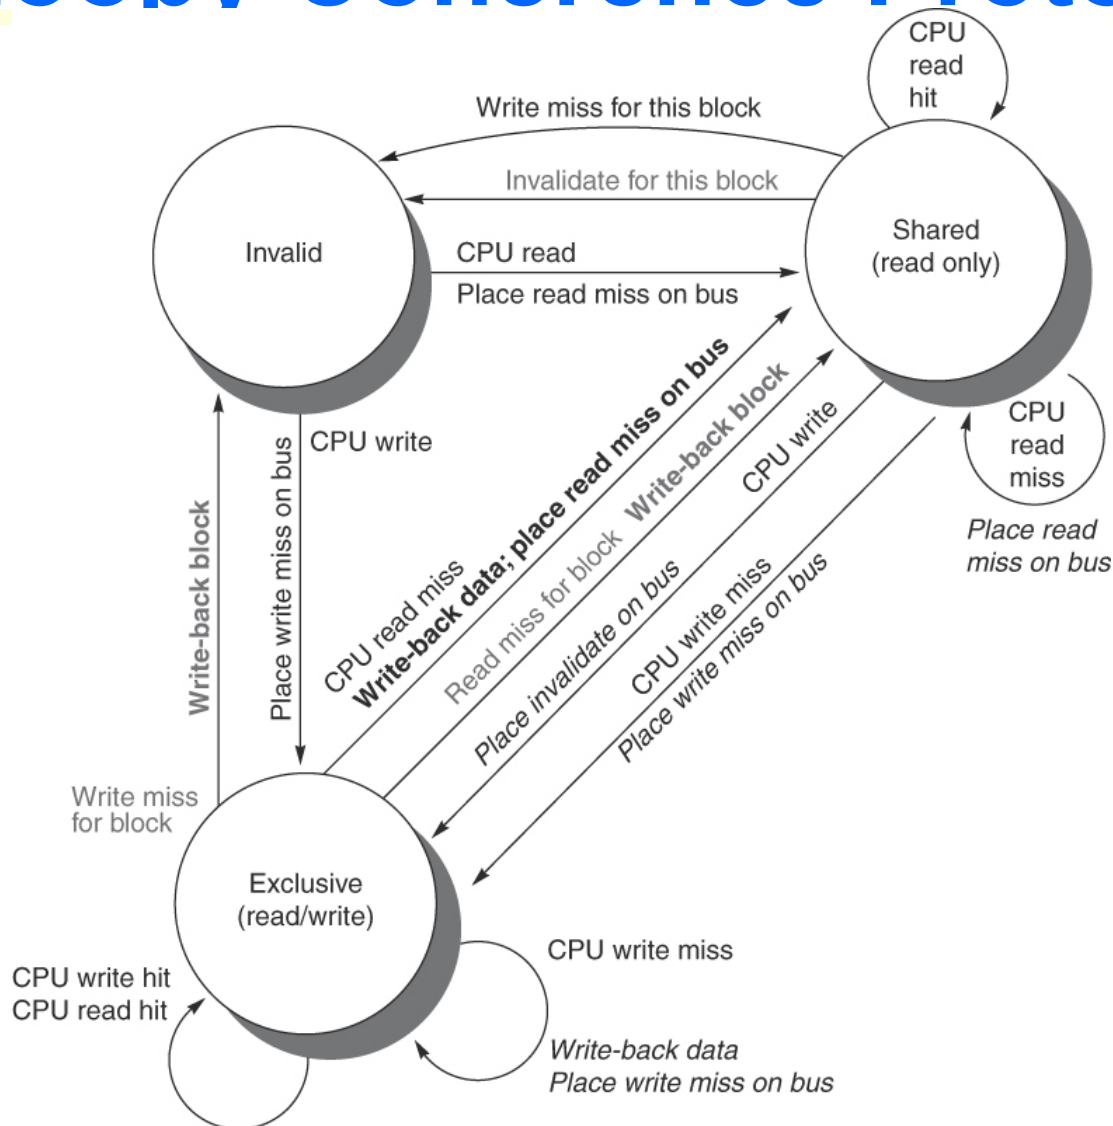 CPU
read
hit
Write miss for this block
Invalidate for this block
Invalid
Shared
(read only)
CPU read
Place read miss on bus
CPU write
Place write miss on bus
Write-back block
CPU read miss
Write-back data; place read miss on bus
Read miss for block Write-back block
CPU write
Place invalidate on bus
CPU write miss
Place write miss on bus
CPU
read
miss
Place read
miss on bus
Write miss
for block
Exclusive
(read/write)
CPU write hit
CPU read hit
CPU write miss
Write-back data
Place write miss on bus